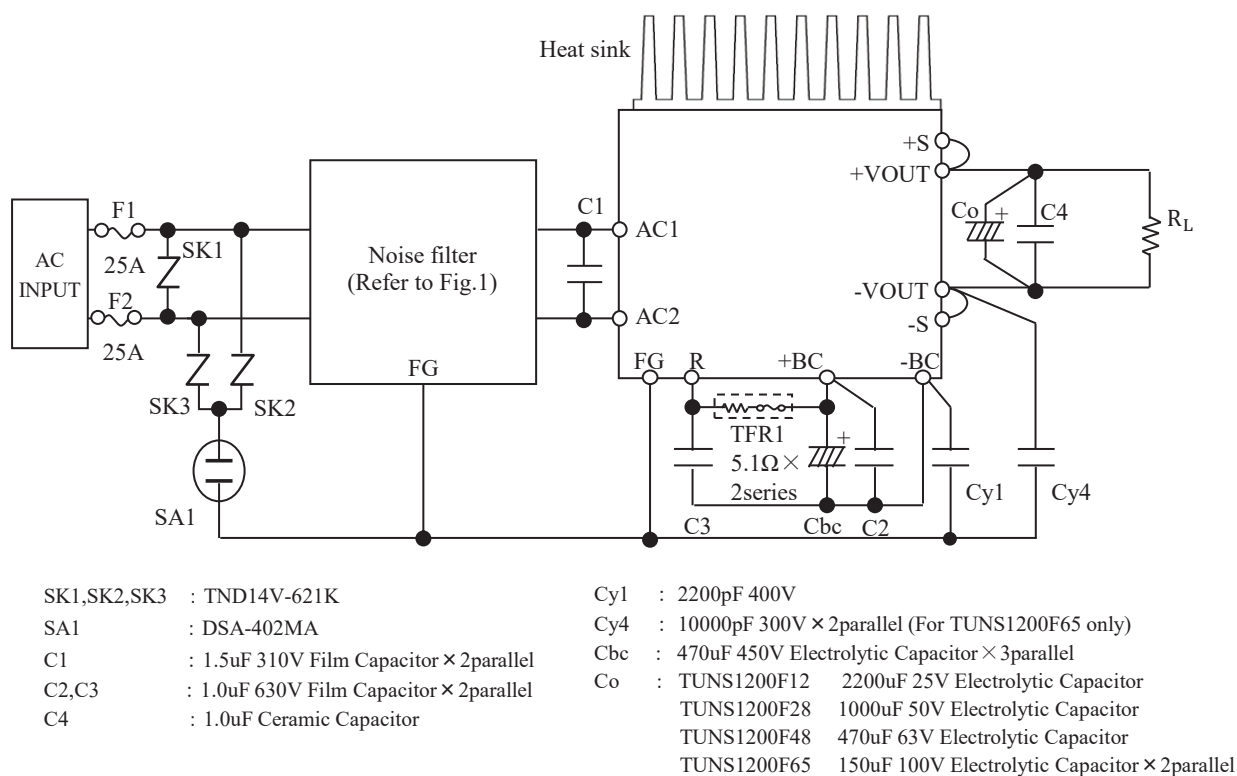 Heat sink
+S
+VOUT
Co
+
C4
RL
F1
C1
AC
INPUT
25A
SK1
Noise filter
(Refer to Fig.1)
AC1
F2
AC2
-VOUT
-S
25A
FG
FG
R
+BC
-BC
SK3
SK2
TFR1
5.1Ω×
2series
+
Cy1
Cy4
SA1
C3
Cbc
C2
SK1,SK2,SK3 : TND14V-621K
SA1 : DSA-402MA
C1 : 1.5uF 310V Film Capacitor×2parallel
C2,C3 : 1.0uF 630V Film Capacitor×2parallel
C4 : 1.0uF Ceramic Capacitor
Cy1 : 2200pF 400V
Cy4 : 10000pF 300V×2parallel (For TUNS1200F65 only)
Cbc : 470uF 450V Electrolytic Capacitor×3parallel
Co : TUNS1200F12 2200uF 25V Electrolytic Capacitor
TUNS1200F28 1000uF 50V Electrolytic Capacitor
TUNS1200F48 470uF 63V Electrolytic Capacitor
TUNS1200F65 150uF 100V Electrolytic Capacitor×2parallel